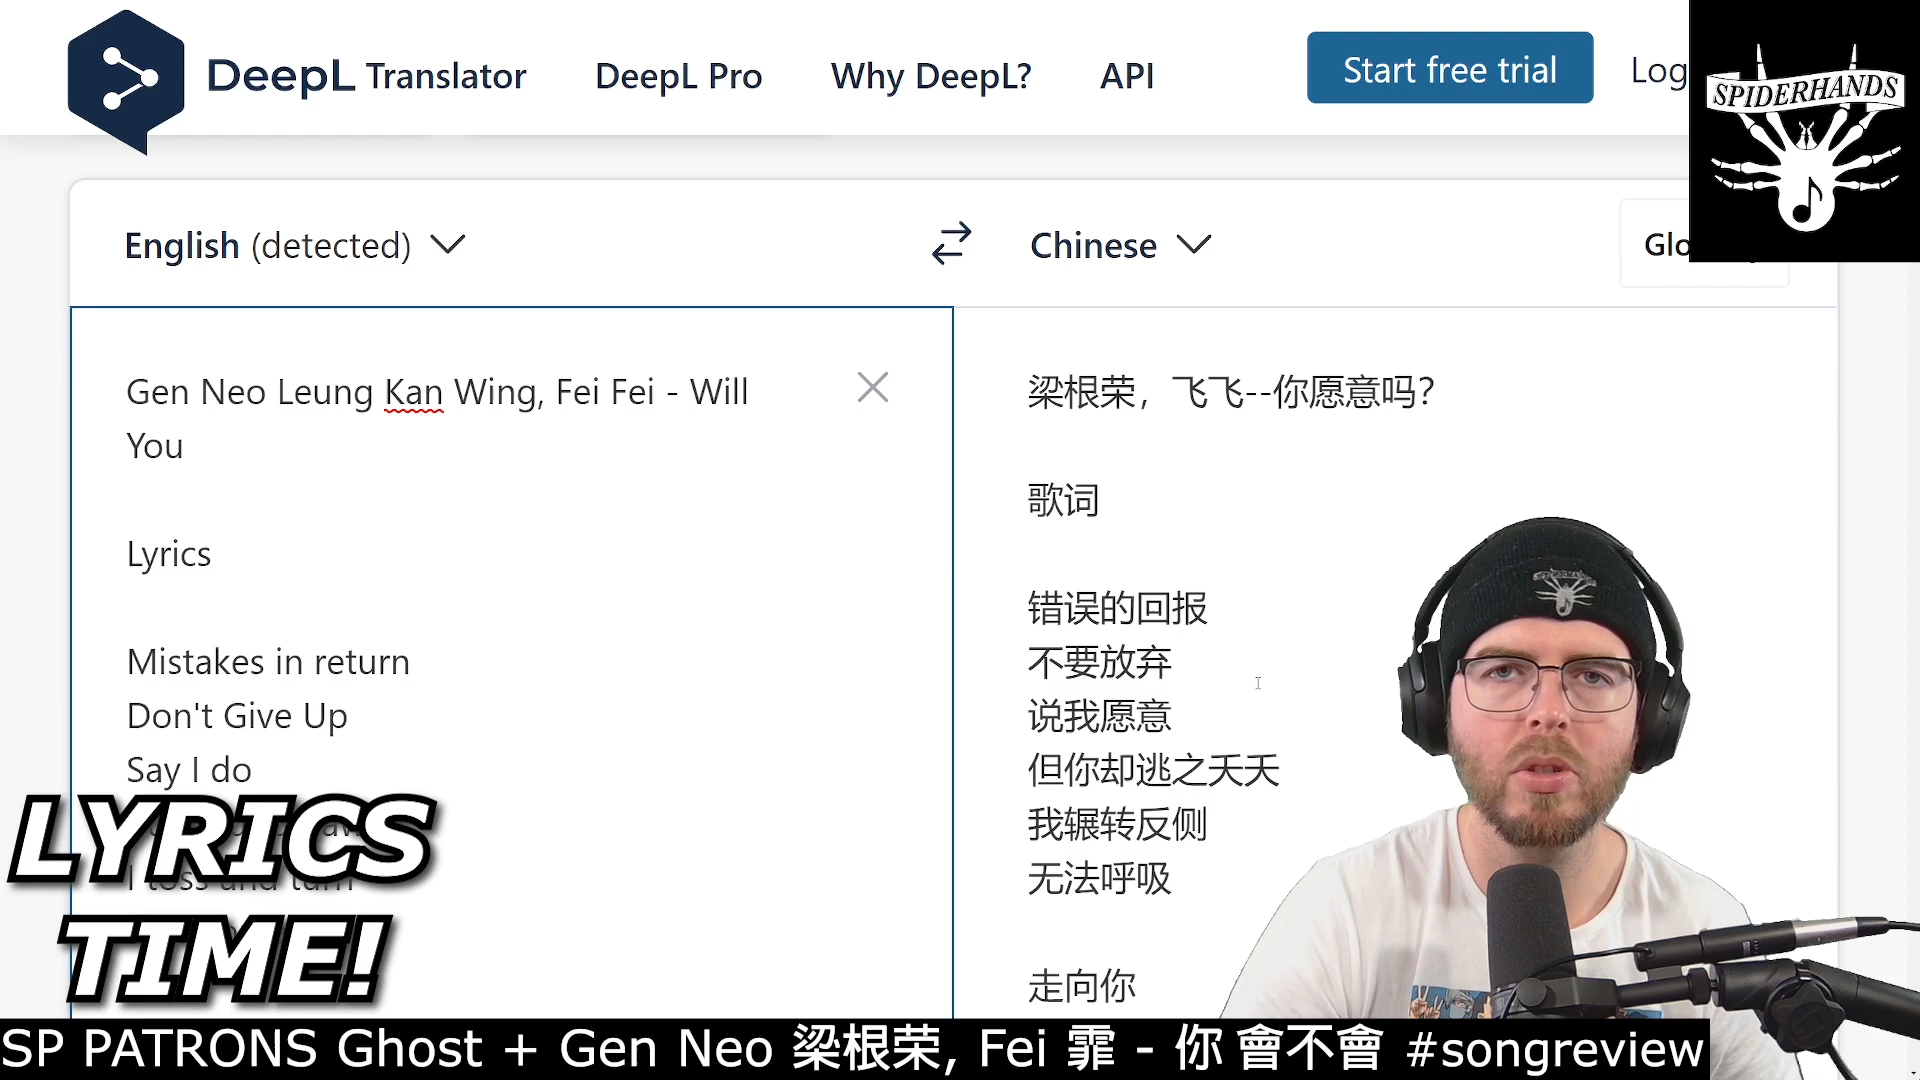 DeepL Translator DeepL Pro Why DeepL? API Start free trial Log
SPIDERHANDS
English (detected) Chinese Glo
Gen Neo Leung Kan Wing, Fei Fei - Will
You
Lyrics
Mistakes in return
Don't Give Up
Say I do
I toss and turn
梁根荣，飞飞--你愿意吗？
歌词
错误的回报
不要放弃
说我愿意
但你却逃之夭夭
我辗转反侧
无法呼吸
走向你
LYRICS
TIME!
SP PATRONS Ghost + Gen Neo 梁根荣, Fei 霏 - 你 會不會 #songreview